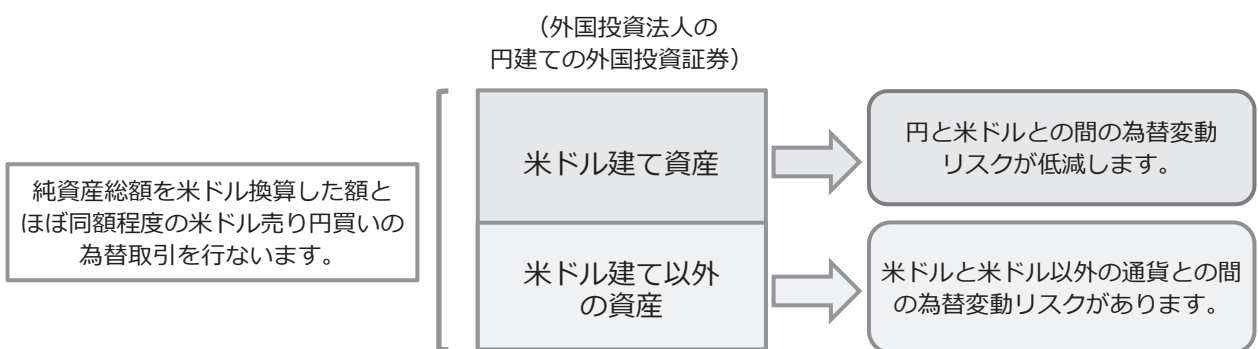 (外国投資法人の
円建ての外国投資証券)
純資産総額を米ドル換算した額と
ほぼ同額程度の米ドル売り円買いの
為替取引を行ないます。
米ドル建て資産
円と米ドルとの間の為替変動
リスクが低減します。
米ドル建て以外
の資産
米ドルと米ドル以外の通貨との間
の為替変動リスクがあります。